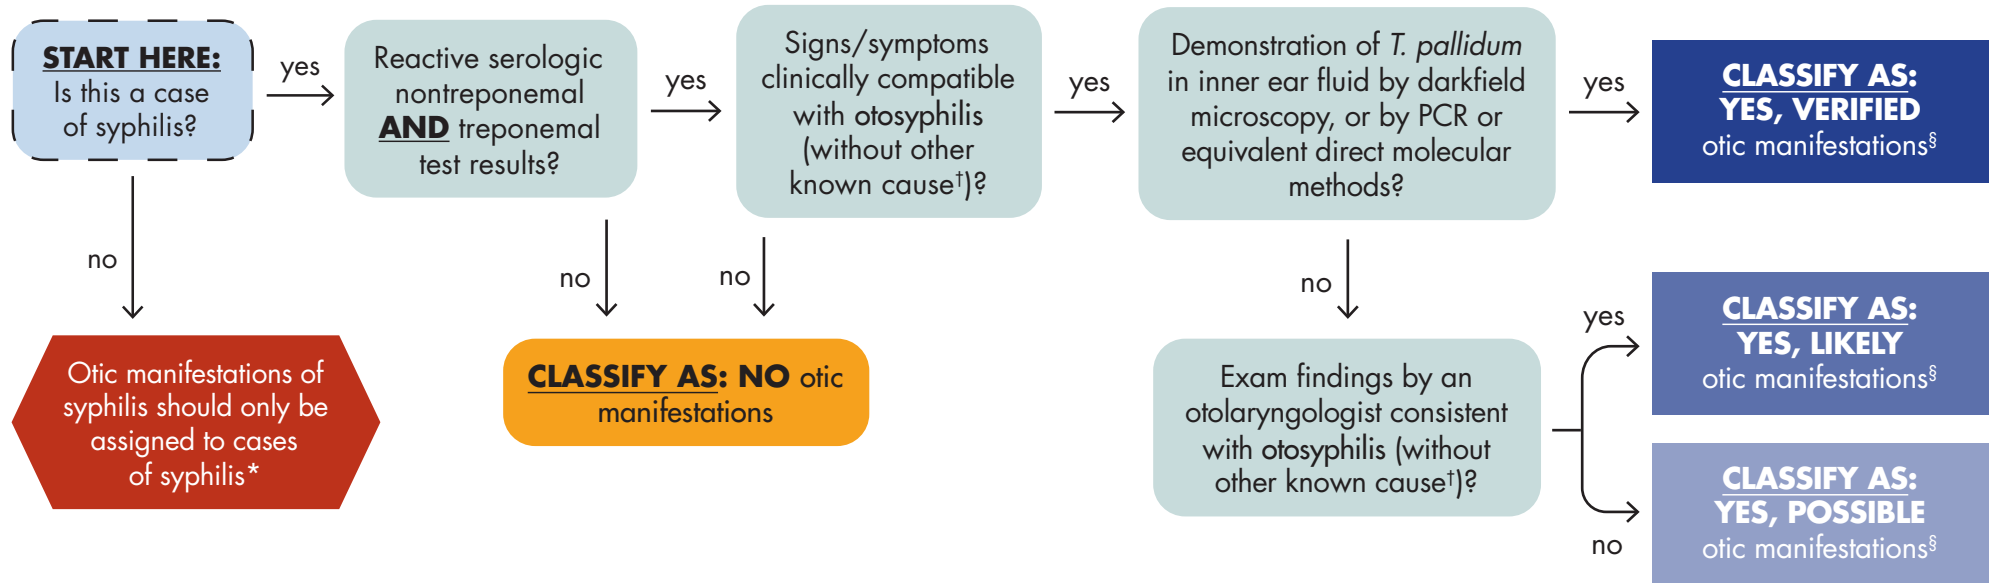 START HERE:
Is this a case
of syphilis?
yes
Reactive serologic
nontreponemal
AND treponemal
test results?
yes
Signs/symptoms
clinically compatible
with otosyphilis
(without other
known cause†)?
yes
Demonstration of T. pallidum
in inner ear fluid by darkfield
microscopy, or by PCR or
equivalent direct molecular
methods?
yes
CLASSIFY AS:
YES, VERIFIED
otic manifestations§
no
Otic manifestations of
syphilis should only be
assigned to cases
of syphilis*
no
no
CLASSIFY AS: NO otic
manifestations
no
Exam findings by an
otolaryngologist consistent
with otosyphilis (without
other known cause†)?
yes
CLASSIFY AS:
YES, LIKELY
otic manifestations§
no
CLASSIFY AS:
YES, POSSIBLE
otic manifestations§